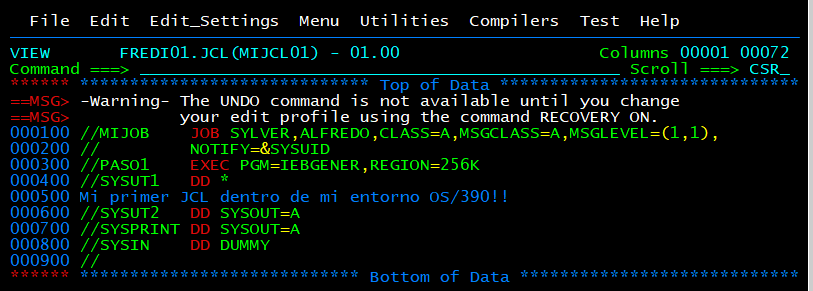 File  Edit  Edit_Settings  Menu  Utilities  Compilers  Test  Help
VIEW       FREDI01.JCL(MIJCL01) - 01.00                    Columns 00001 00072
Command ===>                                                  Scroll ===> CSR_
****** ***************************** Top of Data ******************************
==MSG> -Warning- The UNDO command is not available until you change
==MSG>           your edit profile using the command RECOVERY ON.
000100 //MIJOB    JOB SYLVER,ALFREDO,CLASS=A,MSGCLASS=A,MSGLEVEL=(1,1),
000200 //         NOTIFY=&SYSUID
000300 //PASO1    EXEC PGM=IEBGENER,REGION=256K
000400 //SYSUT1   DD *
000500 Mi primer JCL dentro de mi entorno OS/390!!
000600 //SYSUT2   DD SYSOUT=A
000700 //SYSPRINT DD SYSOUT=A
000800 //SYSIN    DD DUMMY
000900 //
****** **************************** Bottom of Data ****************************